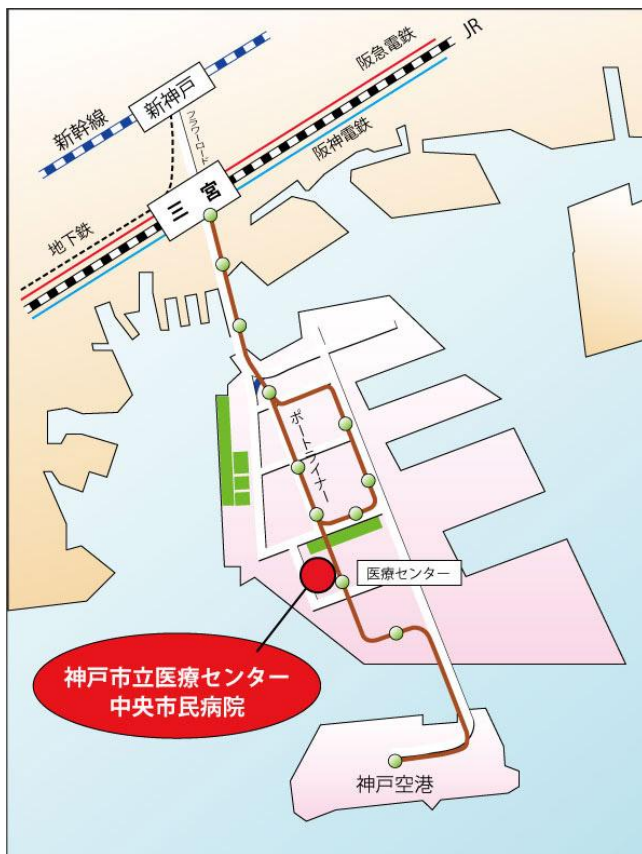 JR
阪急電鉄
新神戸
新幹線
フラワーロード
阪神電鉄
三宮
地下鉄
ポートライナー
医療センター
神戸市立医療センター
中央市民病院
神戸空港